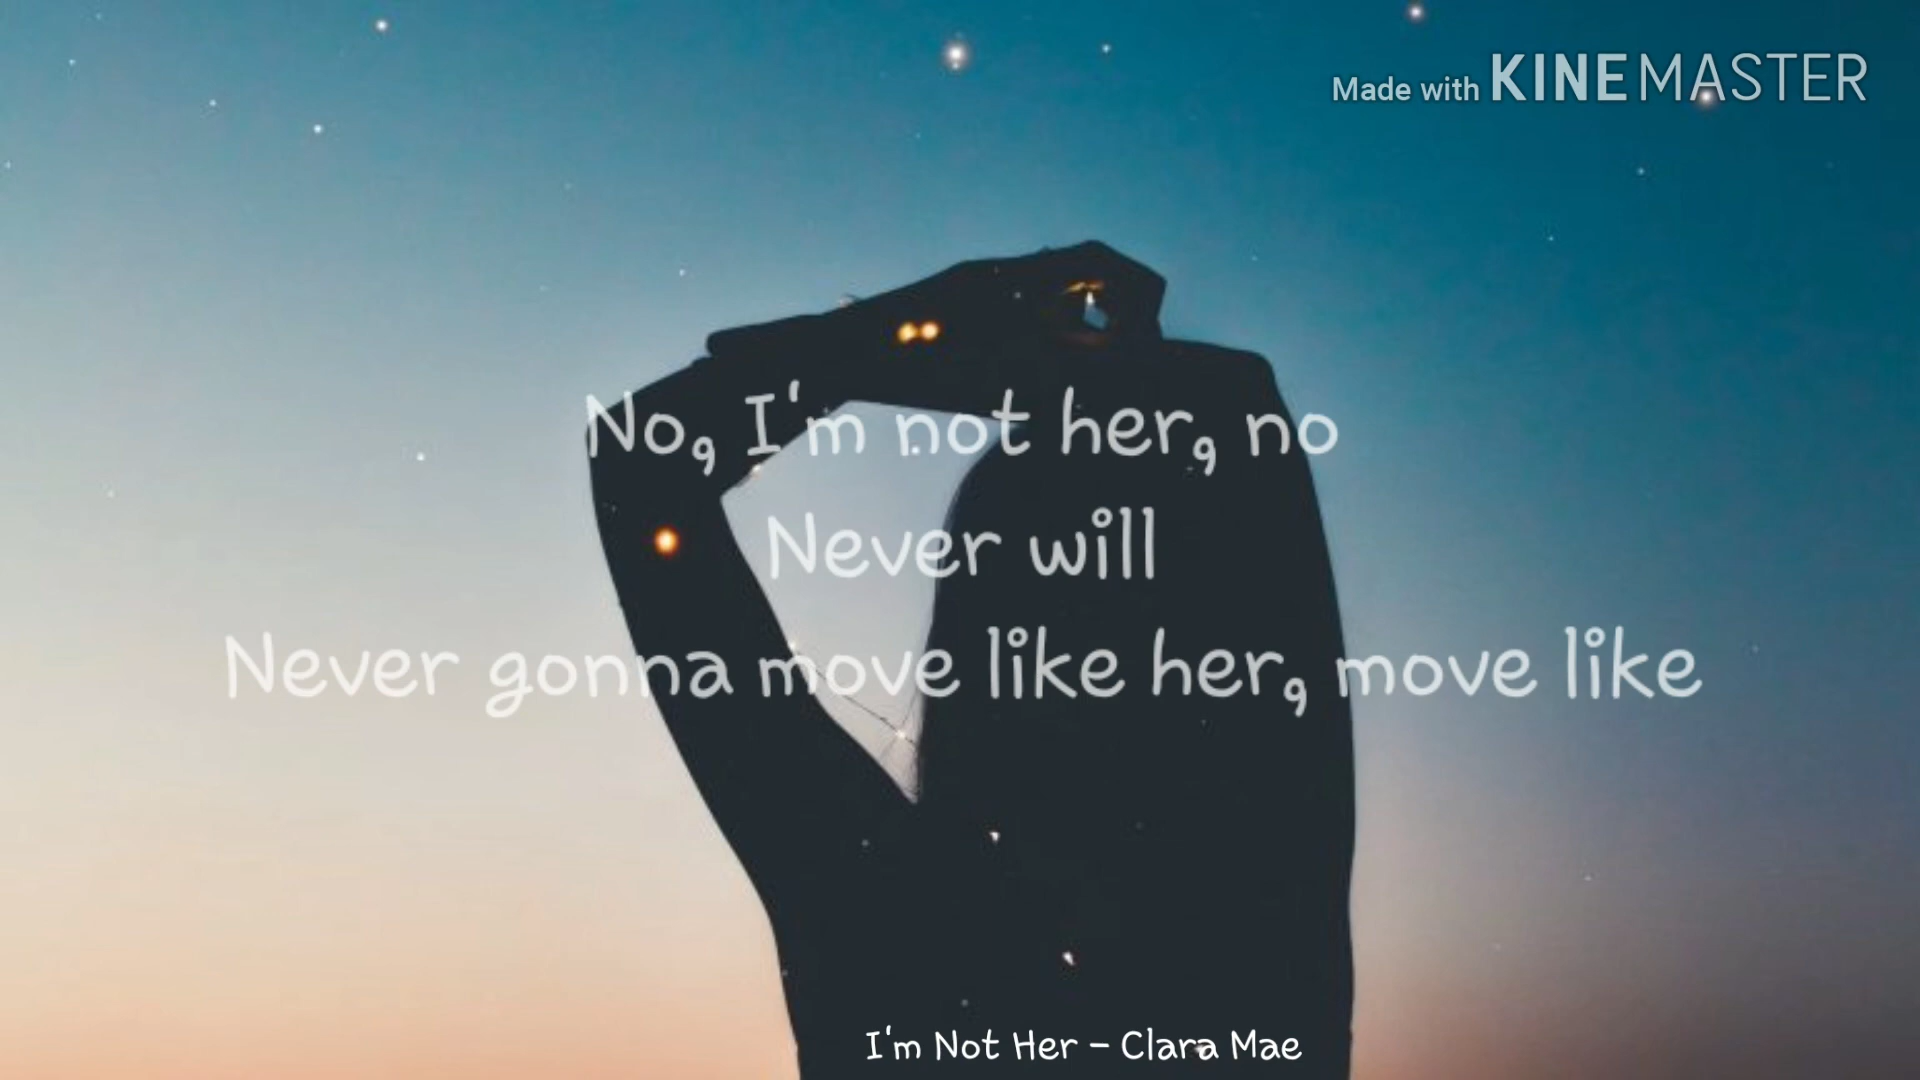 Made with KINEMASTER
No, I'm not her, no
Never will
Never gonna move like her, move like
I'm Not Her - Clara Mae